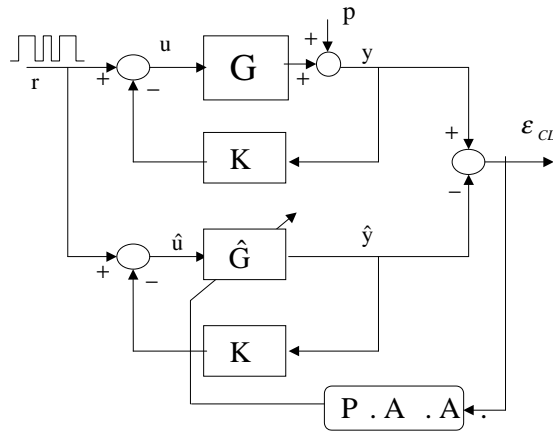 p
u
G
+
y
+
+
r
−
+
ε CL
K
+
−
û
Ĝ
ŷ
+
−
K
P . A . A .